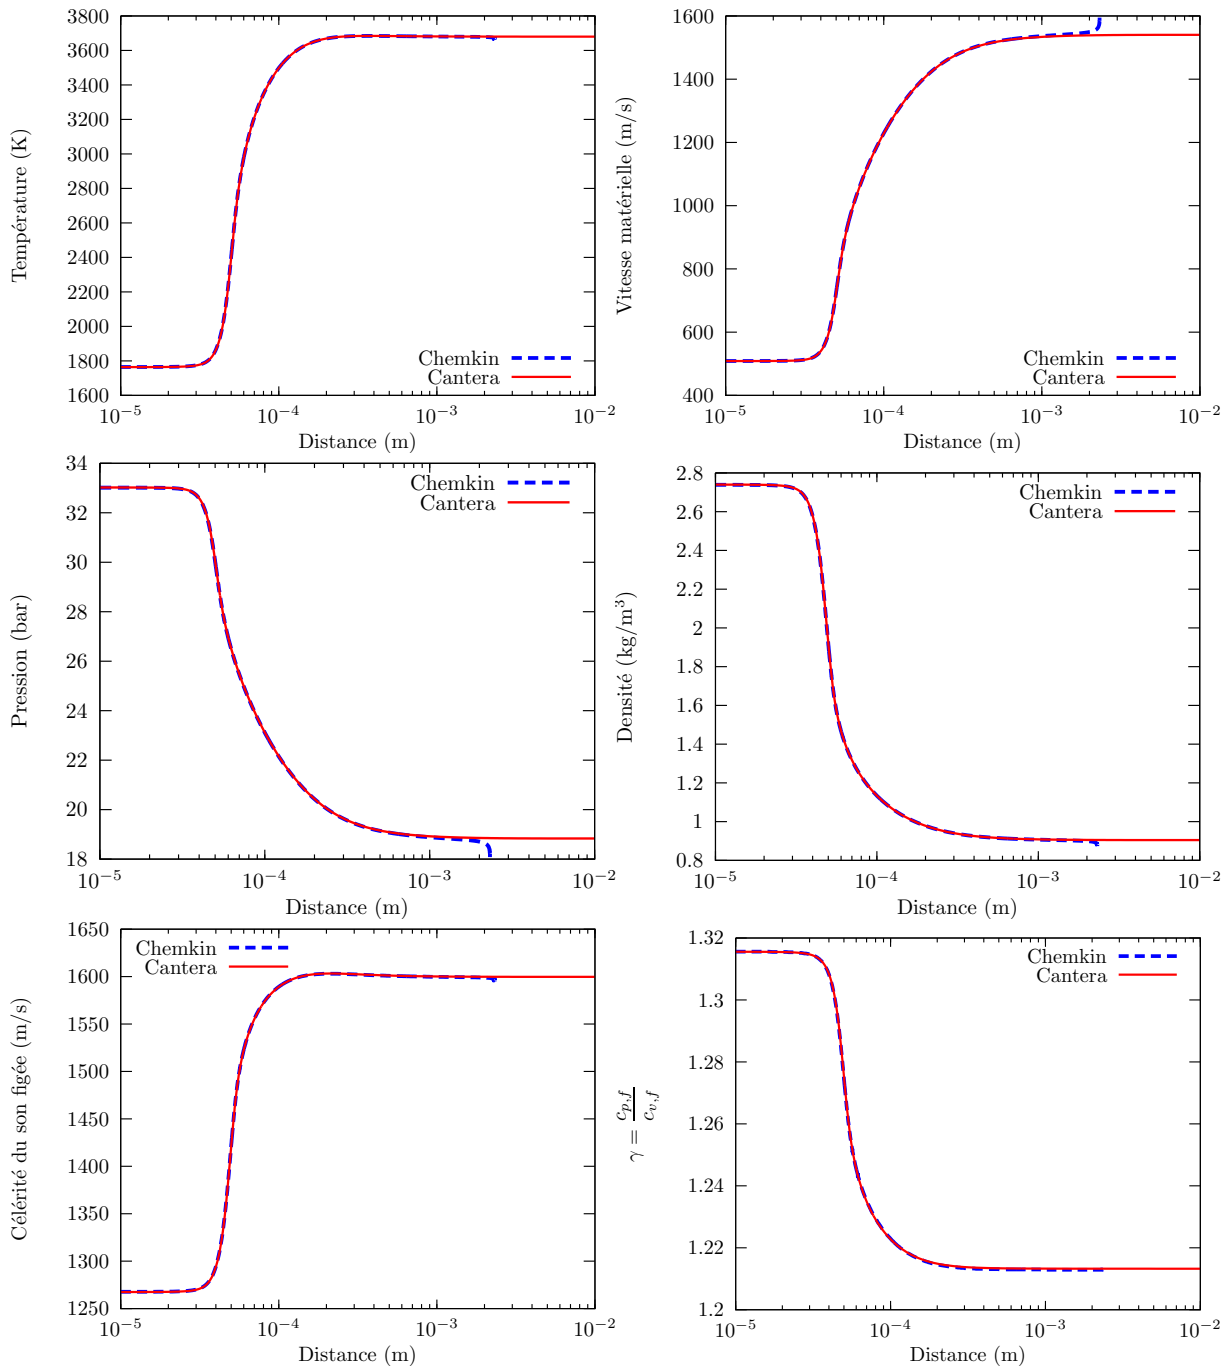 3800
3600
3400
3200
3000
2800
2600
2400
2200
2000
1800
1600
Température (K)
Chemkin
Cantera
10⁻⁵ 10⁻⁴ 10⁻³ 10⁻²
Distance (m)
1600
1400
1200
1000
800
600
400
Vitesse matérielle (m/s)
Chemkin
Cantera
10⁻⁵ 10⁻⁴ 10⁻³ 10⁻²
Distance (m)
34
32
30
28
26
24
22
20
18
Pression (bar)
Chemkin
Cantera
10⁻⁵ 10⁻⁴ 10⁻³ 10⁻²
Distance (m)
2.8
2.6
2.4
2.2
2
1.8
1.6
1.4
1.2
1
0.8
Densité (kg/m³)
Chemkin
Cantera
10⁻⁵ 10⁻⁴ 10⁻³ 10⁻²
Distance (m)
1650
1600
1550
1500
1450
1400
1350
1300
1250
Célérité du son figée (m/s)
Chemkin
Cantera
10⁻⁵ 10⁻⁴ 10⁻³ 10⁻²
Distance (m)
1.32
1.3
1.28
1.26
1.24
1.22
1.2
γ = c_{p,f} / c_{v,f}
Chemkin
Cantera
10⁻⁵ 10⁻⁴ 10⁻³ 10⁻²
Distance (m)